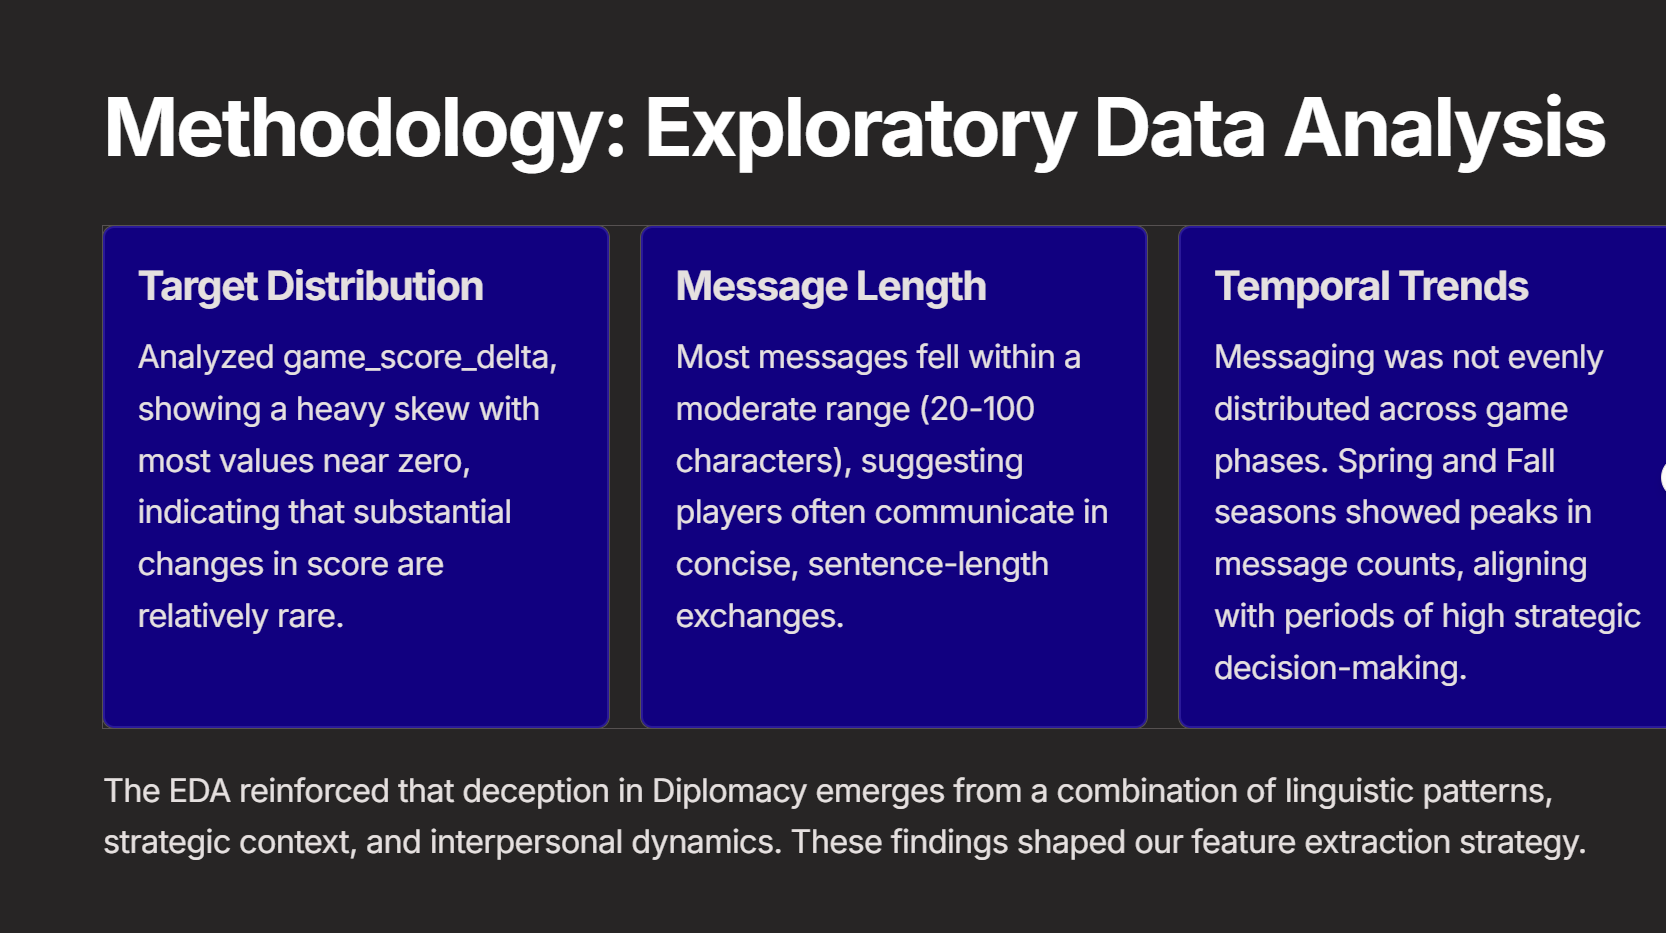 Methodology: Exploratory Data Analysis
Target Distribution
Analyzed game_score_delta,
showing a heavy skew with
most values near zero,
indicating that substantial
changes in score are
relatively rare.
Message Length
Most messages fell within a
moderate range (20-100
characters), suggesting
players often communicate in
concise, sentence-length
exchanges.
Temporal Trends
Messaging was not evenly
distributed across game
phases. Spring and Fall
seasons showed peaks in
message counts, aligning
with periods of high strategic
decision-making.
The EDA reinforced that deception in Diplomacy emerges from a combination of linguistic patterns,
strategic context, and interpersonal dynamics. These findings shaped our feature extraction strategy.